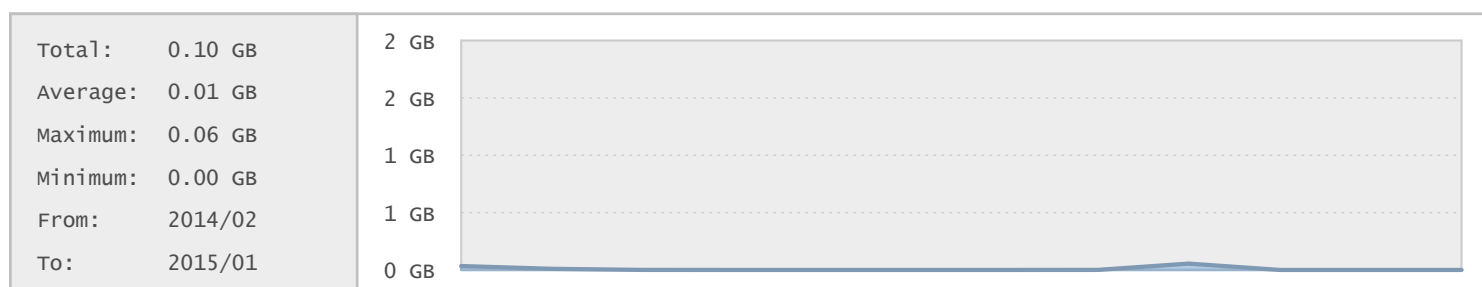 Total: 0.10 GB
Average: 0.01 GB
Maximum: 0.06 GB
Minimum: 0.00 GB
From: 2014/02
To: 2015/01
2 GB
2 GB
1 GB
1 GB
0 GB